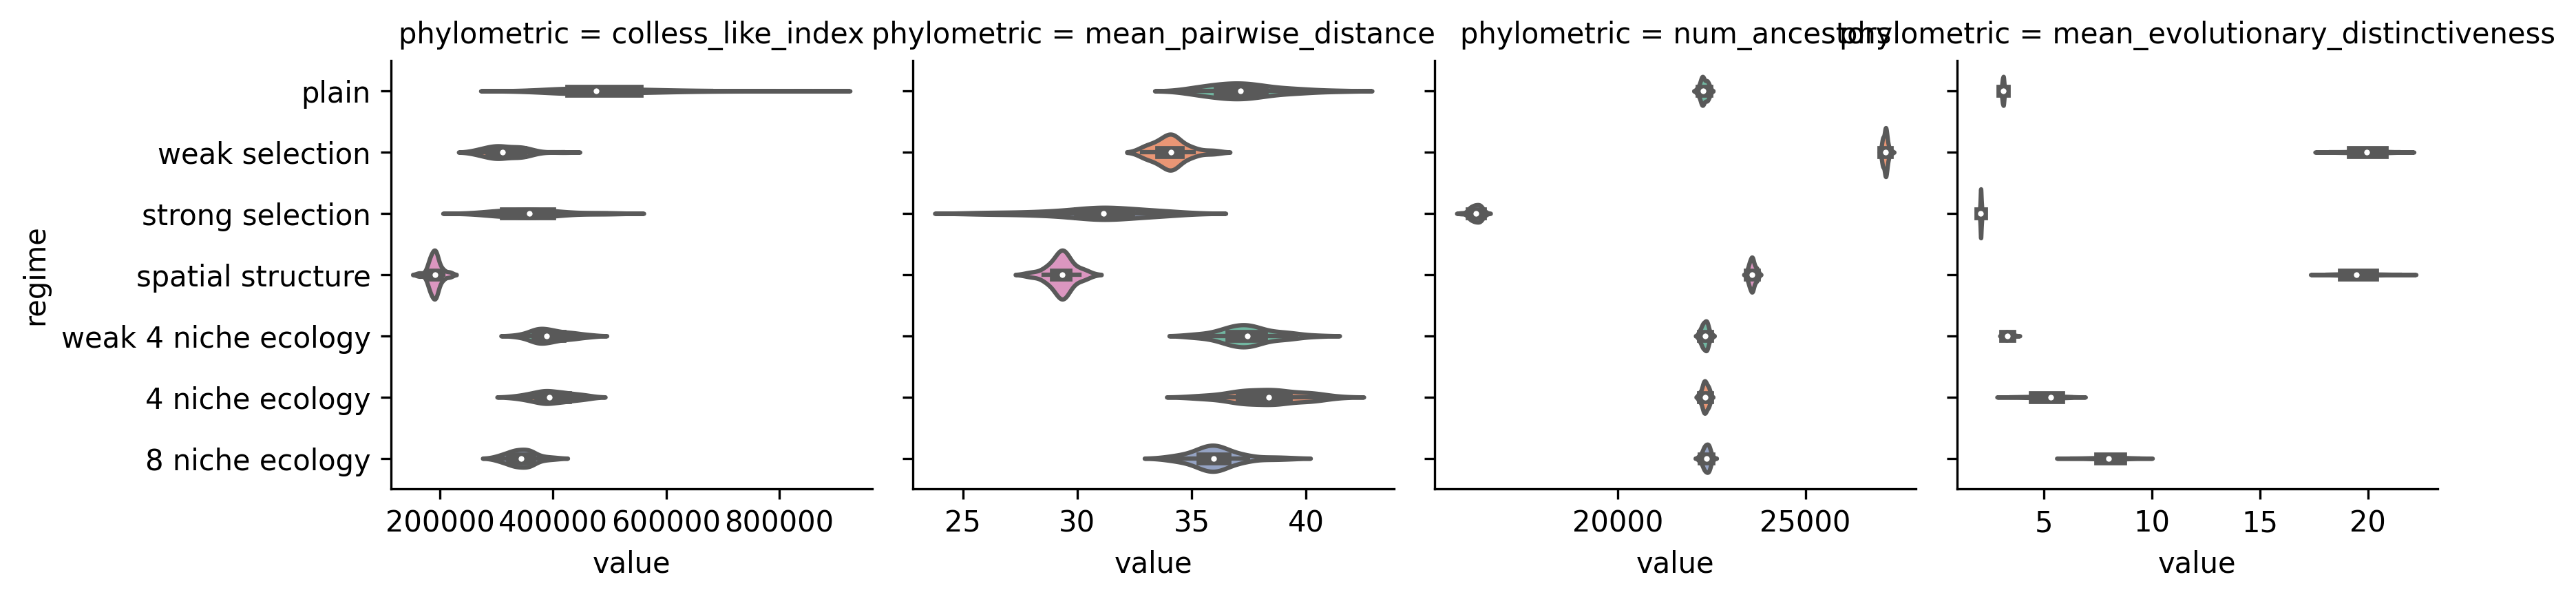 phylometric = colless_like_index
phylometric = mean_pairwise_distance
phylometric = num_ancestors
phylometric = mean_evolutionary_distinctiveness
regime
plain
weak selection
strong selection
spatial structure
weak 4 niche ecology
4 niche ecology
8 niche ecology
200000 400000 600000 800000
25 30 35 40
20000 25000
5 10 15 20
value
value
value
value